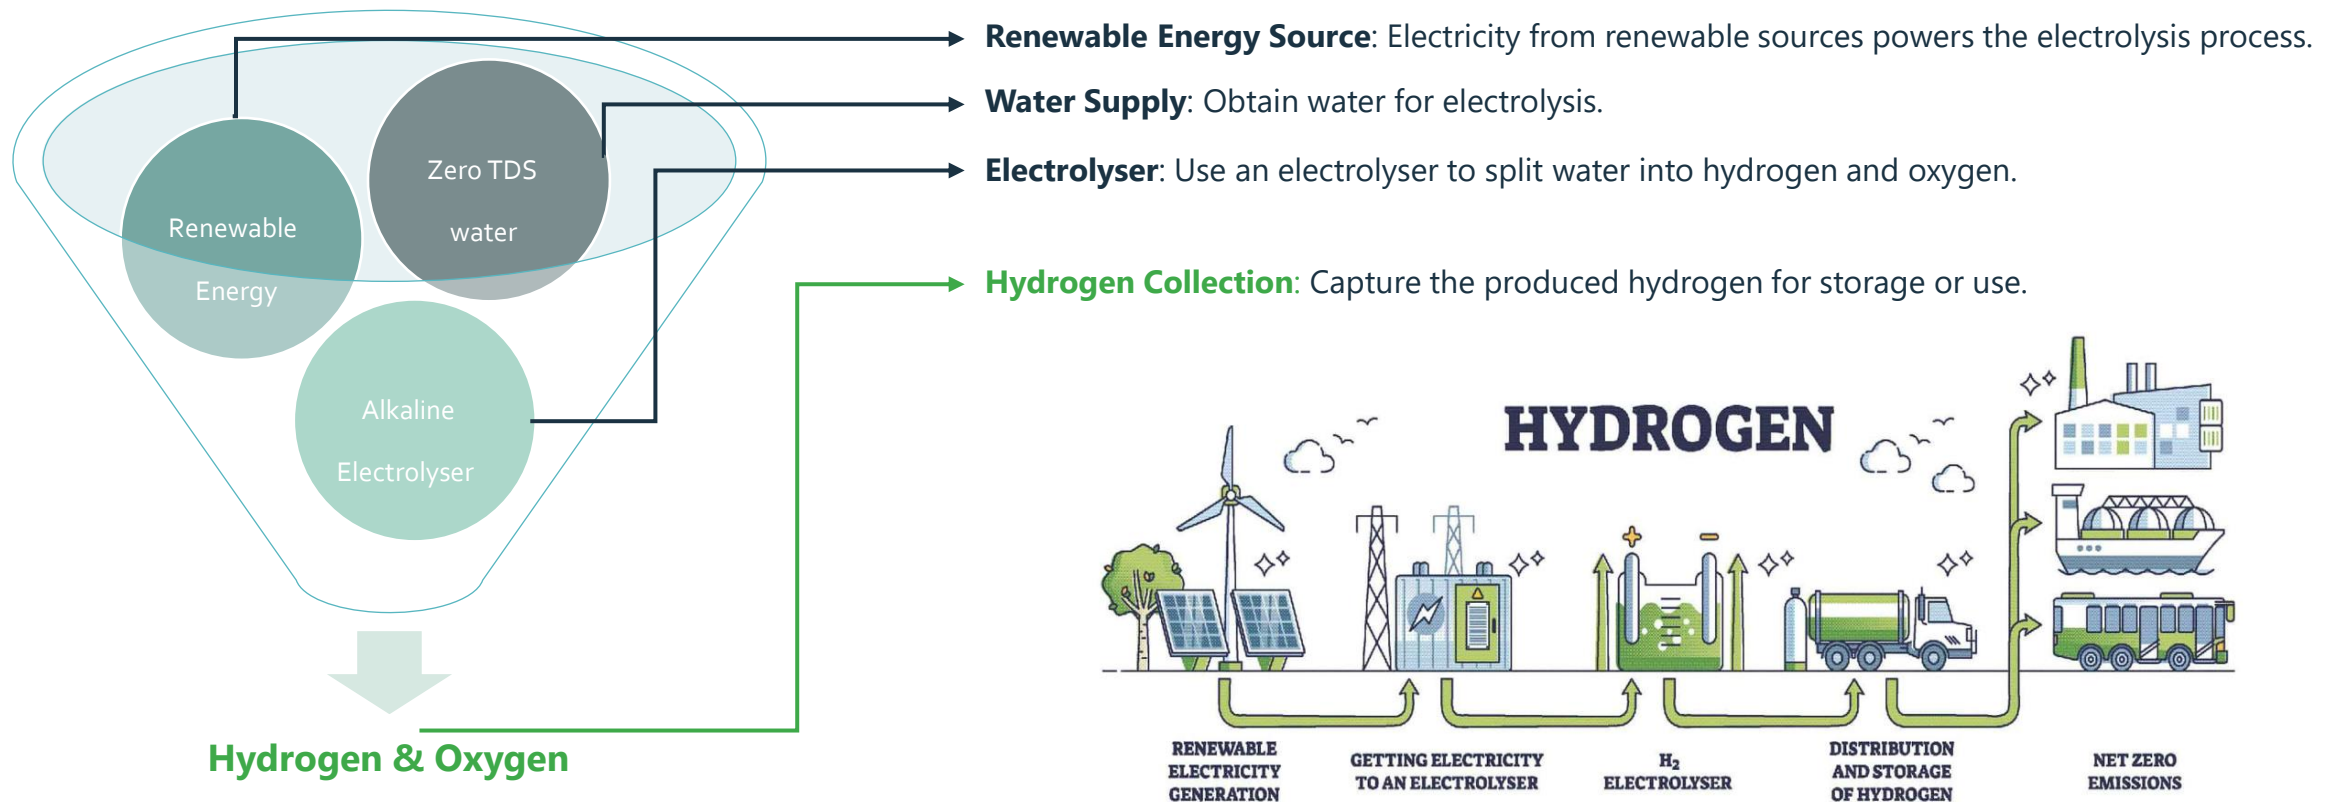 Renewable Energy Source: Electricity from renewable sources powers the electrolysis process.
Water Supply: Obtain water for electrolysis.
Electrolyser: Use an electrolyser to split water into hydrogen and oxygen.
Hydrogen Collection: Capture the produced hydrogen for storage or use.
Renewable
Energy
Zero TDS
water
Alkaline
Electrolyser
Hydrogen & Oxygen
HYDROGEN
+
−
RENEWABLE
ELECTRICITY
GENERATION
GETTING ELECTRICITY
TO AN ELECTROLYSER
H₂
ELECTROLYSER
DISTRIBUTION
AND STORAGE
OF HYDROGEN
NET ZERO
EMISSIONS